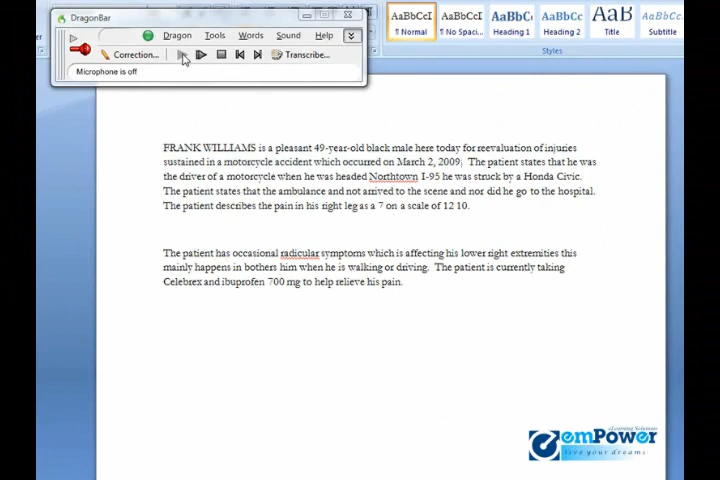 DragonBar
Dragon Tools Words Sound Help
Correction... Transcribe...
Microphone is off
AaBbCcI AaBbCcI AaBbC AaBbCc AaB AaBbCc.
¶ Normal ¶ No Spaci... Heading 1 Heading 2 Title Subtitle
Styles
FRANK WILLIAMS is a pleasant 49-year-old black male here today for reevaluation of injuries
sustained in a motorcycle accident which occurred on March 2, 2009. The patient states that he was
the driver of a motorcycle when he was headed Northtown I-95 he was struck by a Honda Civic.
The patient states that the ambulance and not arrived to the scene and nor did he go to the hospital.
The patient describes the pain in his right leg as a 7 on a scale of 12 10.
The patient has occasional radicular symptoms which is affecting his lower right extremities this
mainly happens in bothers him when he is walking or driving. The patient is currently taking
Celebrex and ibuprofen 700 mg to help relieve his pain.
eLearning Solutions
emPower
live your dreams